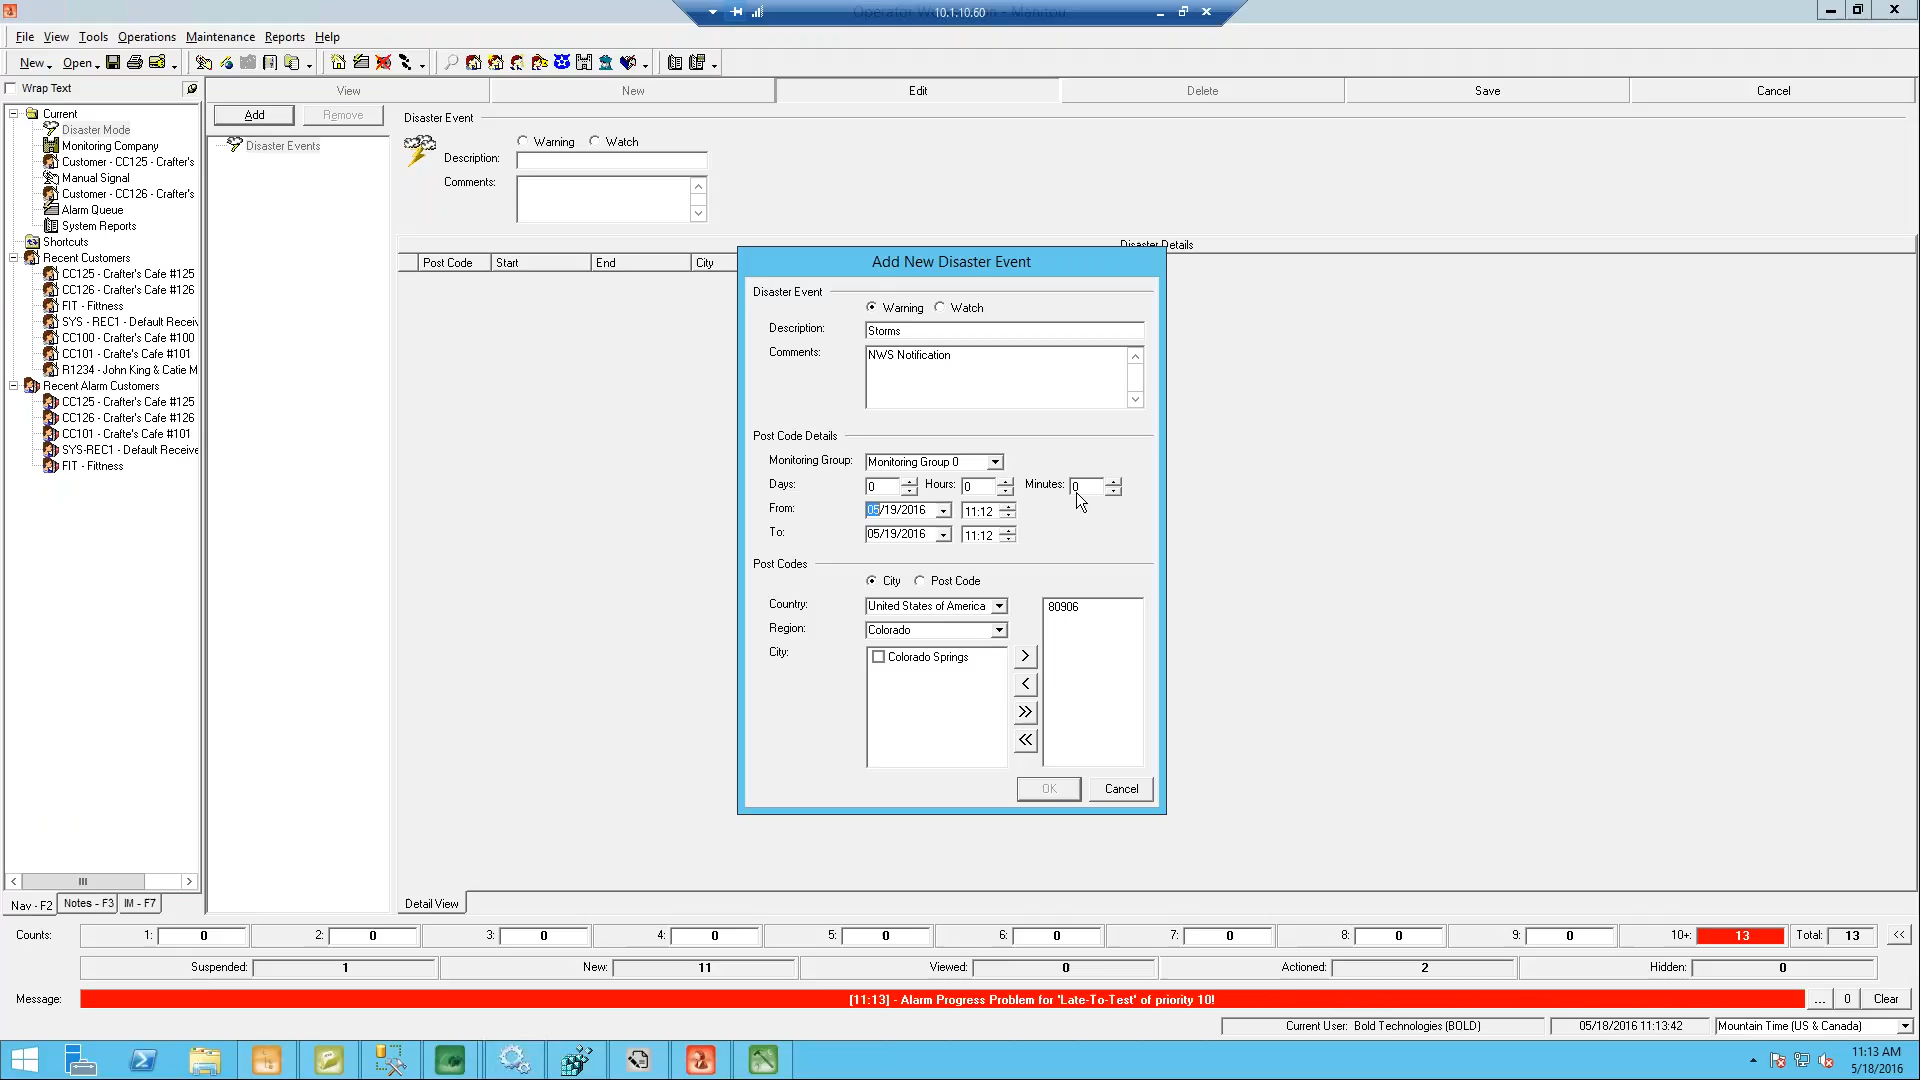 10.1.10.60
File View Tools Operations Maintenance Reports Help
New Open
Wrap Text
View New Edit Delete Save Cancel
Add Remove
Current
Disaster Mode
Monitoring Company
Customer - CC125 - Crafter's
Manual Signal
Customer - CC126 - Crafter's
Alarm Queue
System Reports
Shortcuts
Recent Customers
CC125 - Crafter's Cafe #125
CC126 - Crafter's Cafe #126
FIT - Fitness
SYS - REC1 - Default Receiv
CC100 - Crafter's Cafe #100
CC101 - Crafte's Cafe #101
R1234 - John King & Catie M
Recent Alarm Customers
CC125 - Crafter's Cafe #125
CC126 - Crafter's Cafe #126
CC101 - Crafte's Cafe #101
SYS-REC1 - Default Receive
FIT - Fitness
Nav - F2 Notes - F3 IM - F7
Disaster Events
Disaster Event
Warning Watch
Description:
Comments:
Disaster Details
Post Code Start End City
Add New Disaster Event
Disaster Event
Warning Watch
Description: Storms
Comments: NWS Notification
Post Code Details
Monitoring Group: Monitoring Group 0
Days: 0 Hours: 0 Minutes: 0
From: 05/19/2016 11:12
To: 05/19/2016 11:12
Post Codes
City Post Code
Country: United States of America 80906
Region: Colorado
City: Colorado Springs
>
<
>>
<<
OK Cancel
Detail View
Counts: 1: 0 2: 0 3: 0 4: 0 5: 0 6: 0 7: 0 8: 0 9: 0 10+: 13 Total: 13 <<
Suspended: 1 New: 11 Viewed: 0 Actioned: 2 Hidden: 0
Message: [11:13] - Alarm Progress Problem for 'Late-To-Test' of priority 10! ... 0 Clear
Current User: Bold Technologies (BOLD) 05/18/2016 11:13:42 Mountain Time (US & Canada)
11:13 AM
5/18/2016